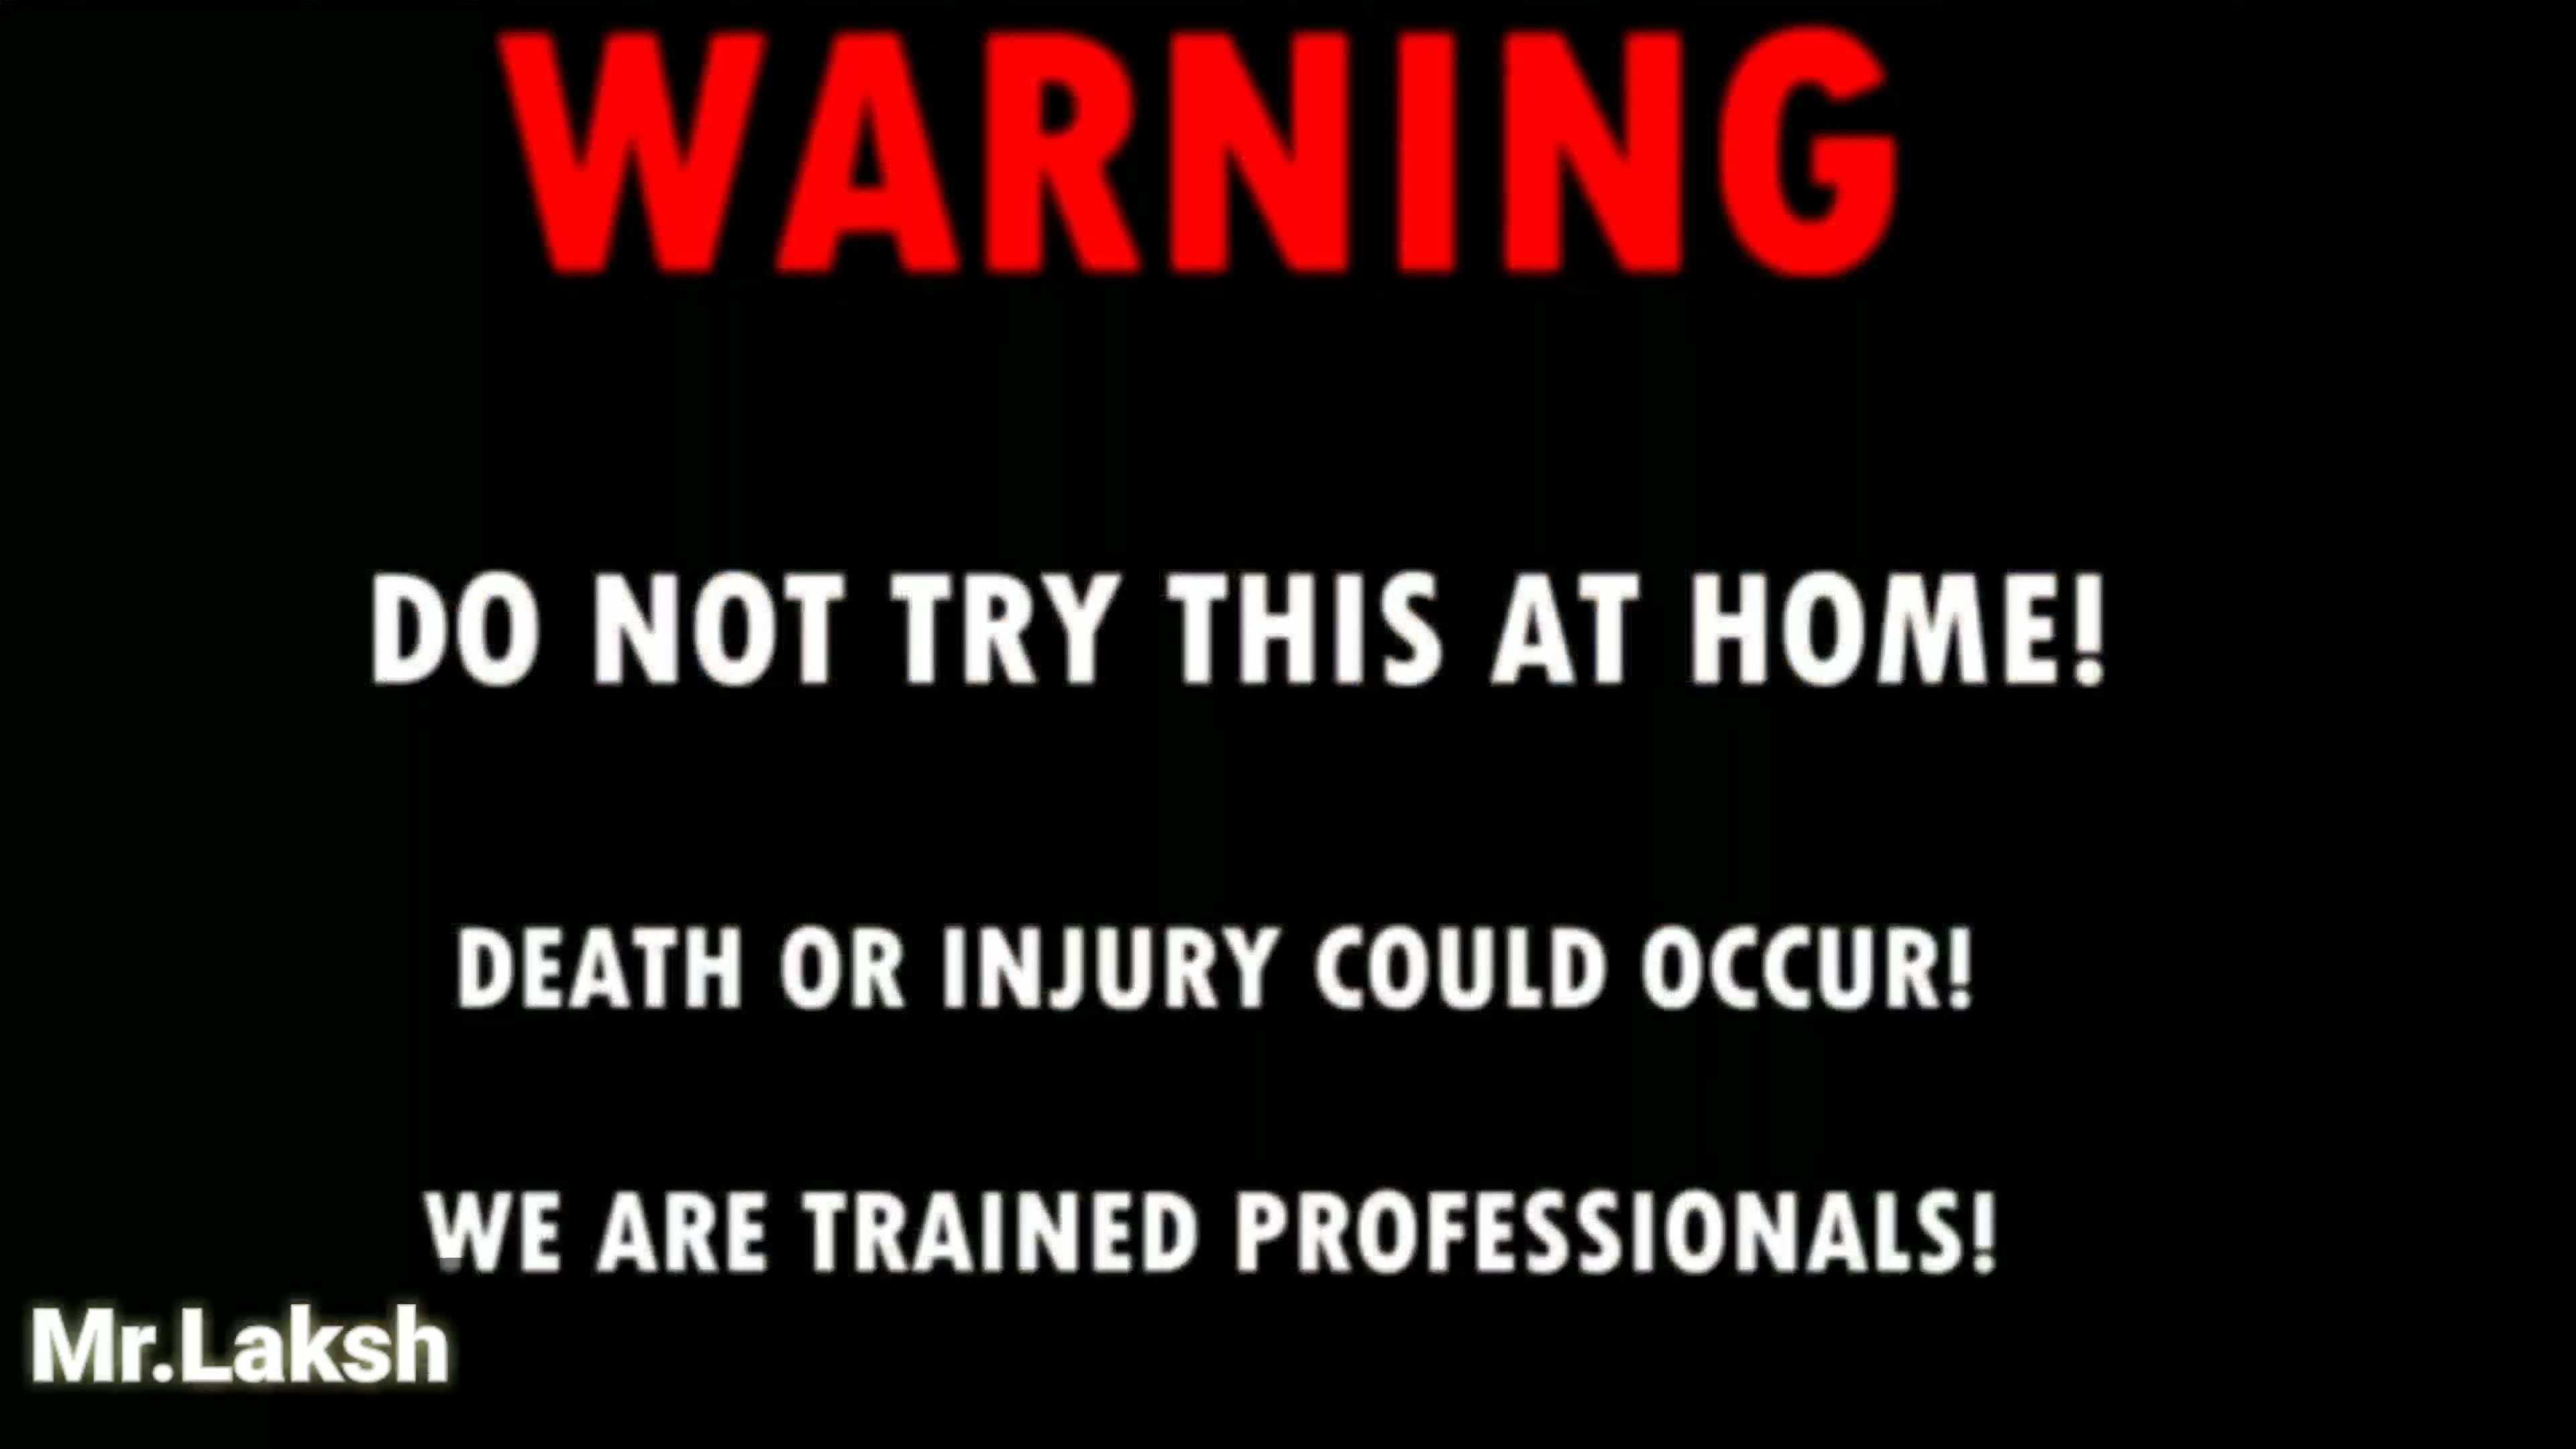 WARNING
DO NOT TRY THIS AT HOME!
DEATH OR INJURY COULD OCCUR!
WE ARE TRAINED PROFESSIONALS!
Mr.Laksh